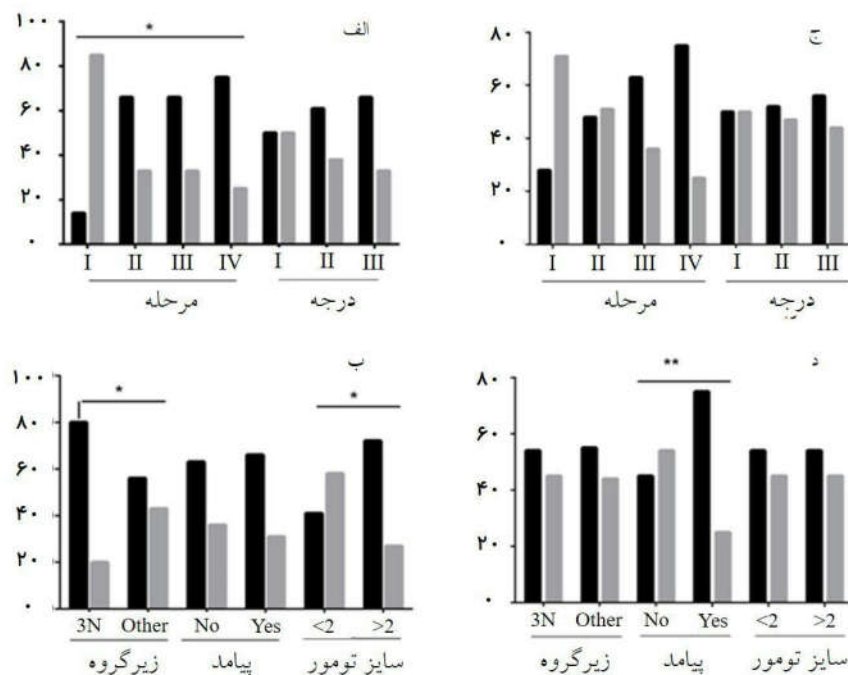 الف
*
۱۰۰
۸۰
۶۰
۴۰
۲۰
۰
I II III IV I II III
مرحله درجه
ج
۸۰
۶۰
۴۰
۲۰
۰
I II III IV I II III
مرحله درجه
ب
* *
۱۰۰
۸۰
۶۰
۴۰
۲۰
۰
3N Other No Yes <2 >2
زیرگروه پیامد سایز تومور
د
**
۸۰
۶۰
۴۰
۲۰
۰
3N Other No Yes <2 >2
زیرگروه پیامد سایز تومور